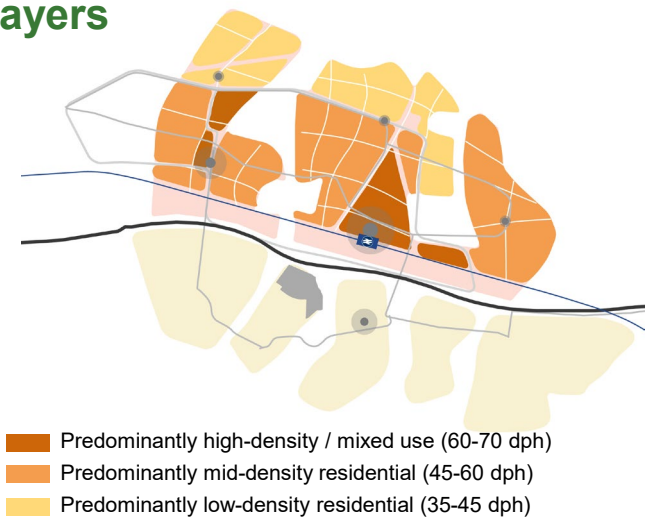 ayers
Predominantly high-density / mixed use (60-70 dph)
Predominantly mid-density residential (45-60 dph)
Predominantly low-density residential (35-45 dph)